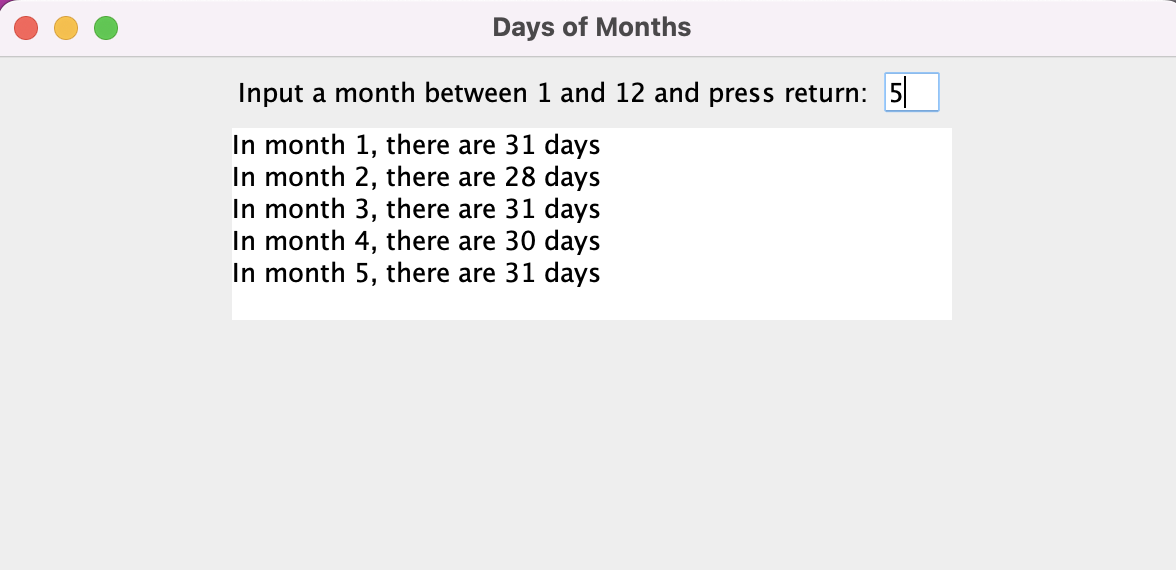 Days of Months
Input a month between 1 and 12 and press return: 5
In month 1, there are 31 days
In month 2, there are 28 days
In month 3, there are 31 days
In month 4, there are 30 days
In month 5, there are 31 days